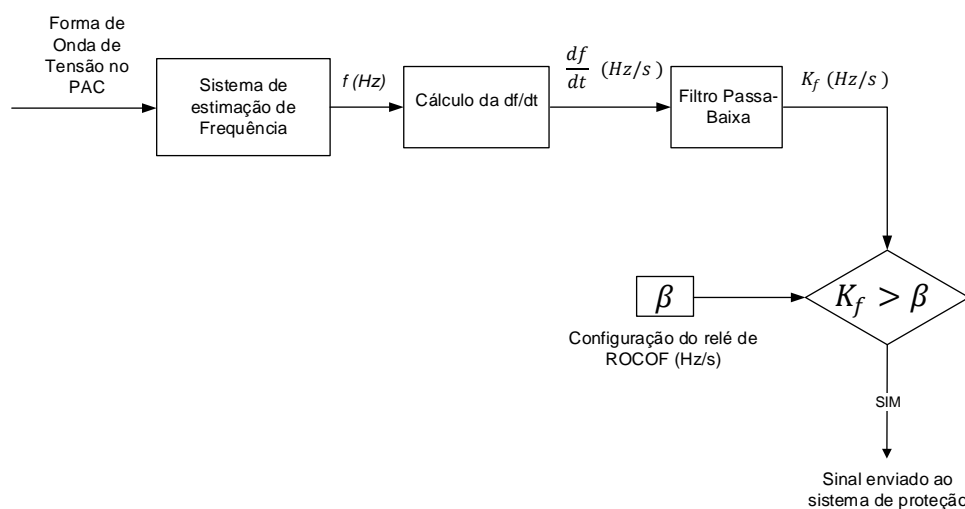 Forma de
Onda de
Tensão no
PAC
Sistema de
estimação de
Frequência
f (Hz)
Cálculo da df/dt
df/dt (Hz/s)
Filtro Passa-
Baixa
K_f (Hz/s)
β
Configuração do relé de
ROCOF (Hz/s)
K_f > β
SIM
Sinal enviado ao
sistema de proteção